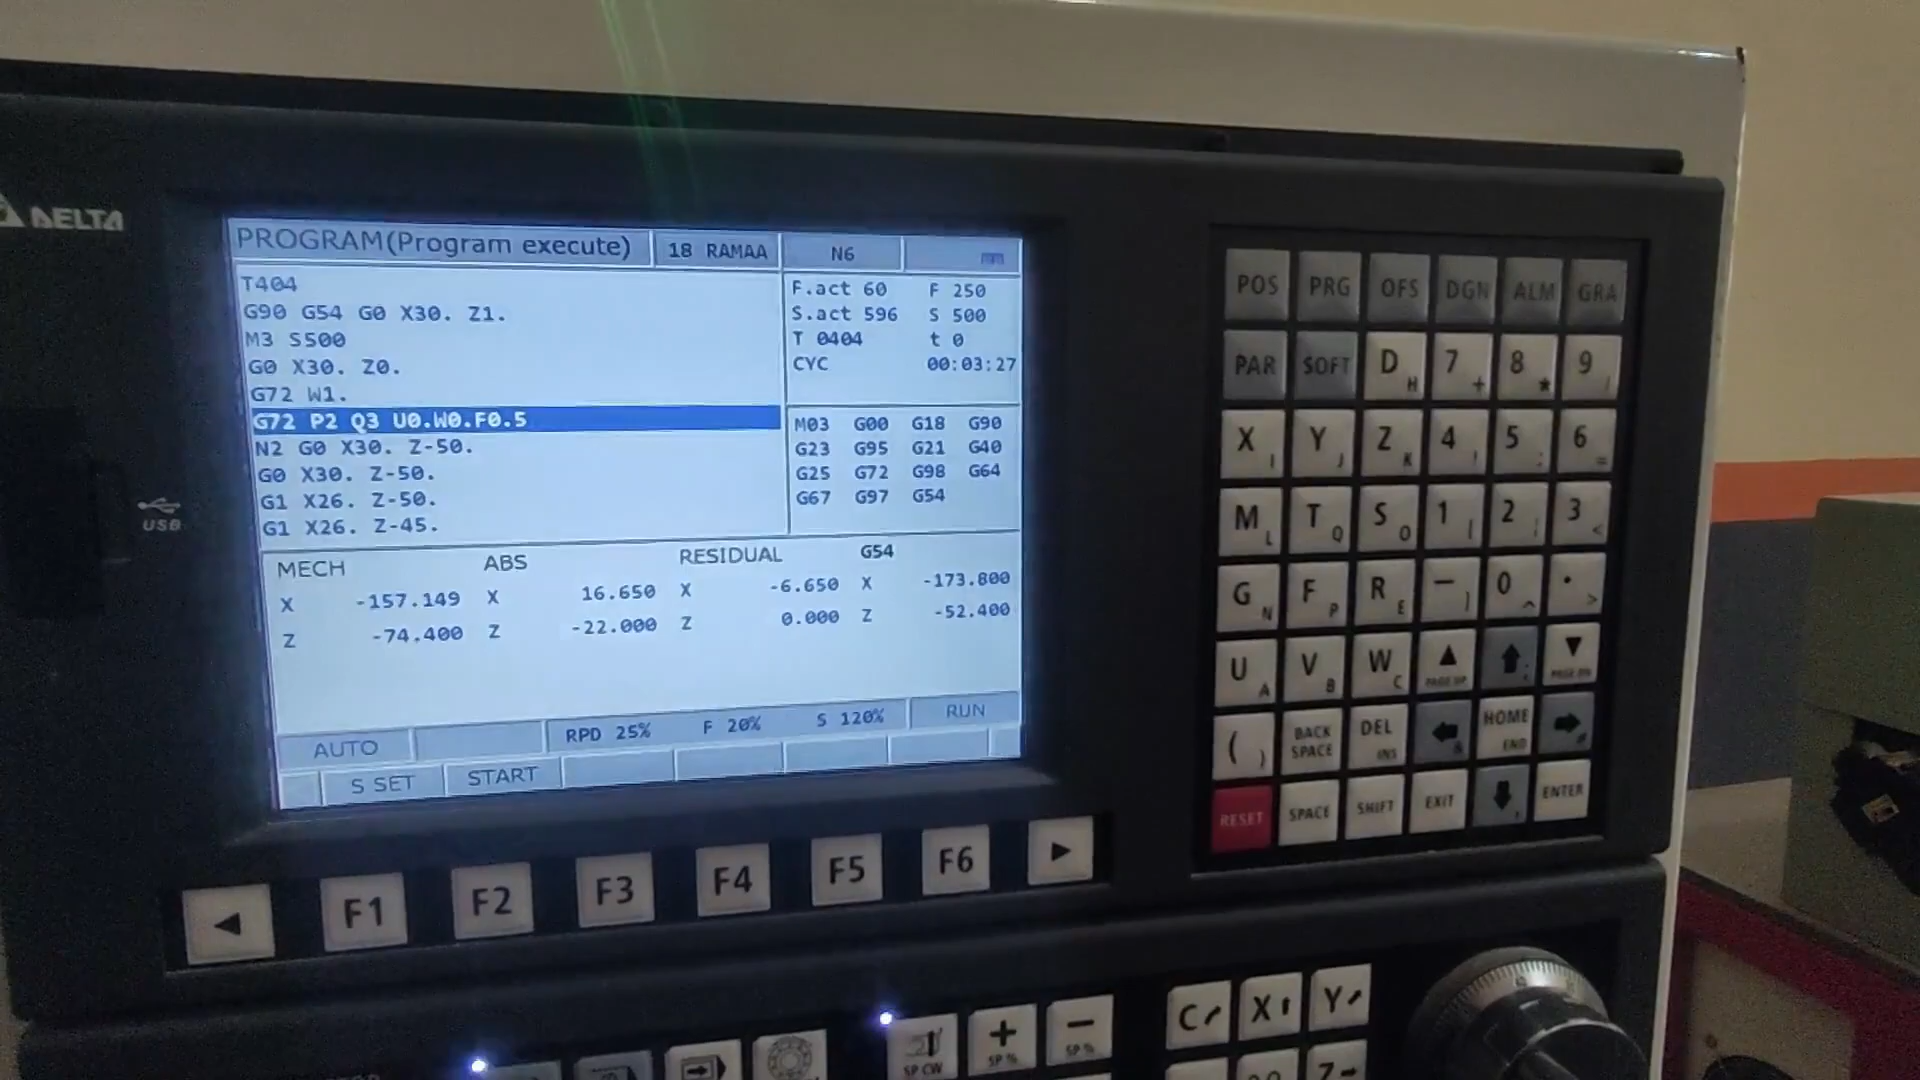 DELTA
PROGRAM(Program execute) 18 RAMAA N6
T404
G90 G54 G0 X30. Z1.
M3 S500
G0 X30. Z0.
G72 W1.
G72 P2 Q3 U0.W0.F0.5
N2 G0 X30. Z-50.
G0 X30. Z-50.
G1 X26. Z-50.
G1 X26. Z-45.
F.act 60 F 250
S.act 596 S 500
T 0404 t 0
CYC 00:03:27
M03 G00 G18 G90
G23 G95 G21 G40
G25 G72 G98 G64
G67 G97 G54
MECH ABS RESIDUAL G54
X -157.149 X 16.650 X -6.650 X -173.800
Z -74.400 Z -22.000 Z 0.000 Z -52.400
AUTO RPD 25% F 20% S 120% RUN
S SET START
USB
F1 F2 F3 F4 F5 F6
POS PRG OFS DGN ALM GRA
PAR SOFT D H 7 + 8 * 9
X I Y J Z K 4 5 6 =
M L T Q S O 1 2 3 <
G N F P R E - 0 ^ . >
U A V B W C PAGE UP PAGE DN
( ) BACK SPACE DEL INS HOME END
RESET SPACE SHIFT EXIT ENTER
SP CW + SP % - SP %
C X Y
Z